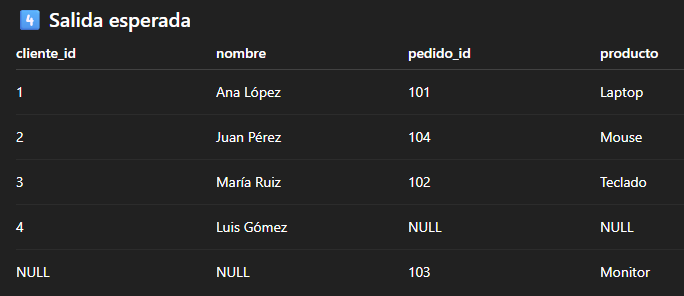 4 Salida esperada
cliente_id nombre pedido_id producto
1 Ana López 101 Laptop
2 Juan Pérez 104 Mouse
3 María Ruiz 102 Teclado
4 Luis Gómez NULL NULL
NULL NULL 103 Monitor